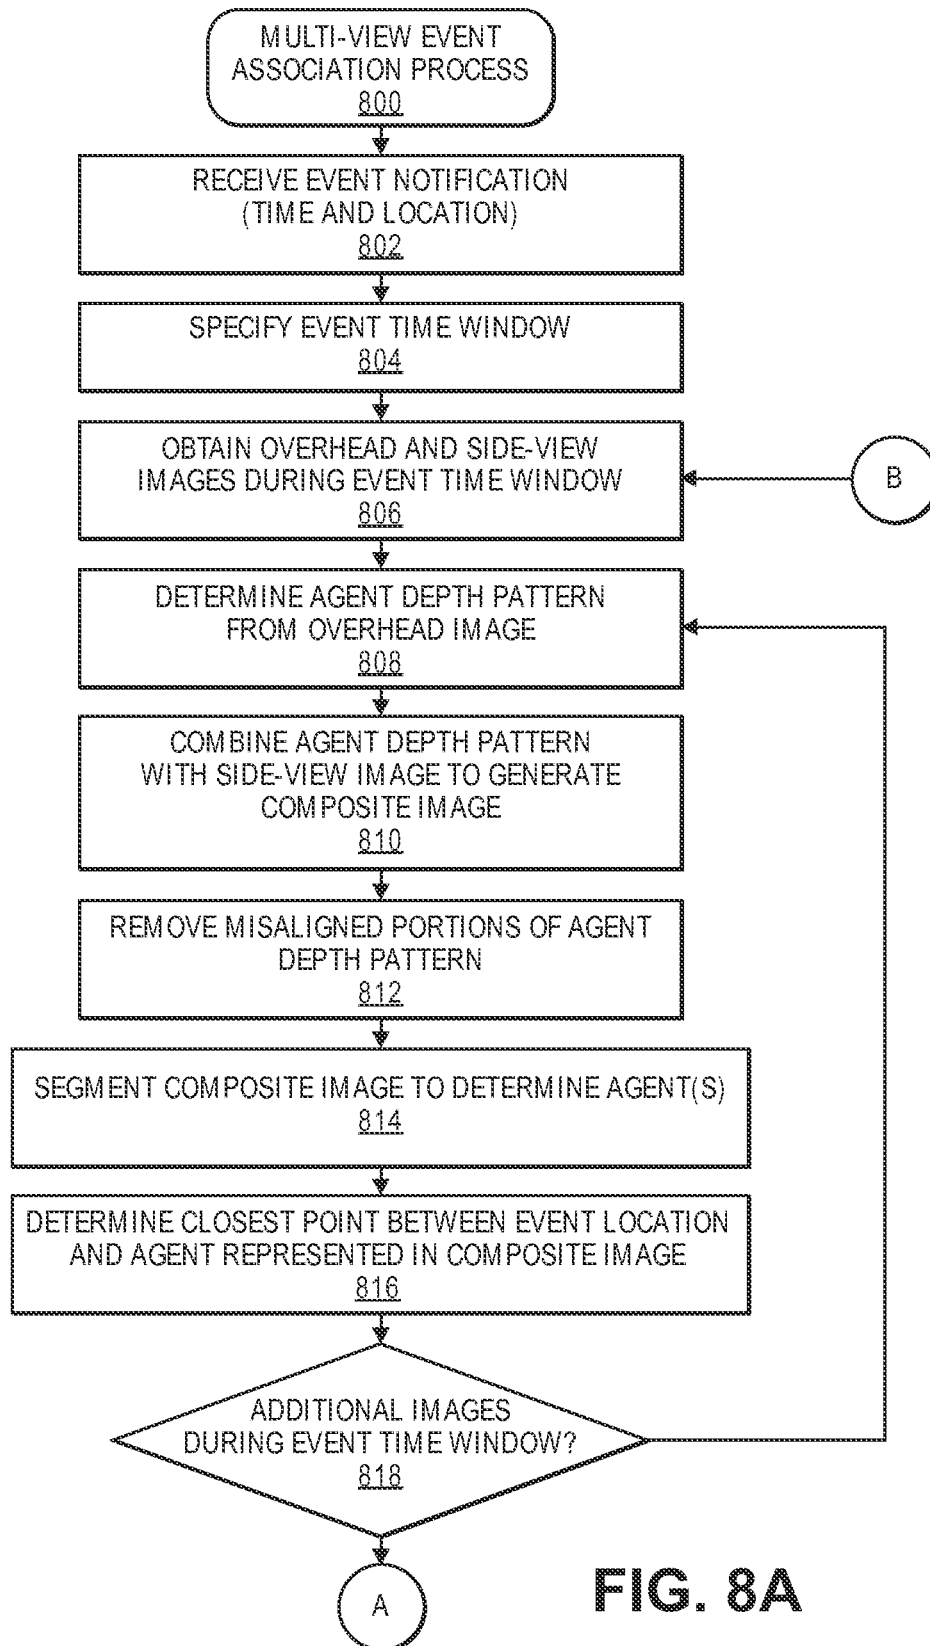 MULTI-VIEW EVENT
ASSOCIATION PROCESS
800
RECEIVE EVENT NOTIFICATION
(TIME AND LOCATION)
802
SPECIFY EVENT TIME WINDOW
804
OBTAIN OVERHEAD AND SIDE-VIEW
IMAGES DURING EVENT TIME WINDOW
806
B
DETERMINE AGENT DEPTH PATTERN
FROM OVERHEAD IMAGE
808
COMBINE AGENT DEPTH PATTERN
WITH SIDE-VIEW IMAGE TO GENERATE
COMPOSITE IMAGE
810
REMOVE MISALIGNED PORTIONS OF AGENT
DEPTH PATTERN
812
SEGMENT COMPOSITE IMAGE TO DETERMINE AGENT(S)
814
DETERMINE CLOSEST POINT BETWEEN EVENT LOCATION
AND AGENT REPRESENTED IN COMPOSITE IMAGE
816
ADDITIONAL IMAGES
DURING EVENT TIME WINDOW?
818
A
FIG. 8A